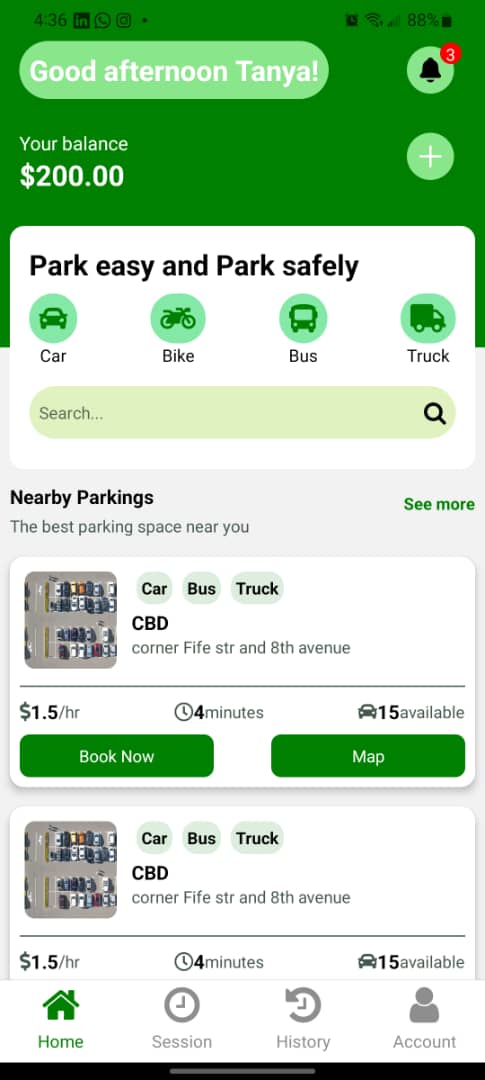 4:36 88%
Good afternoon Tanya!
3
Your balance
$200.00
Park easy and Park safely
Car Bike Bus Truck
Search...
Nearby Parkings
See more
The best parking space near you
Car Bus Truck
CBD
corner Fife str and 8th avenue
$1.5/hr 4minutes 15available
Book Now Map
Car Bus Truck
CBD
corner Fife str and 8th avenue
$1.5/hr 4minutes 15available
Home Session History Account